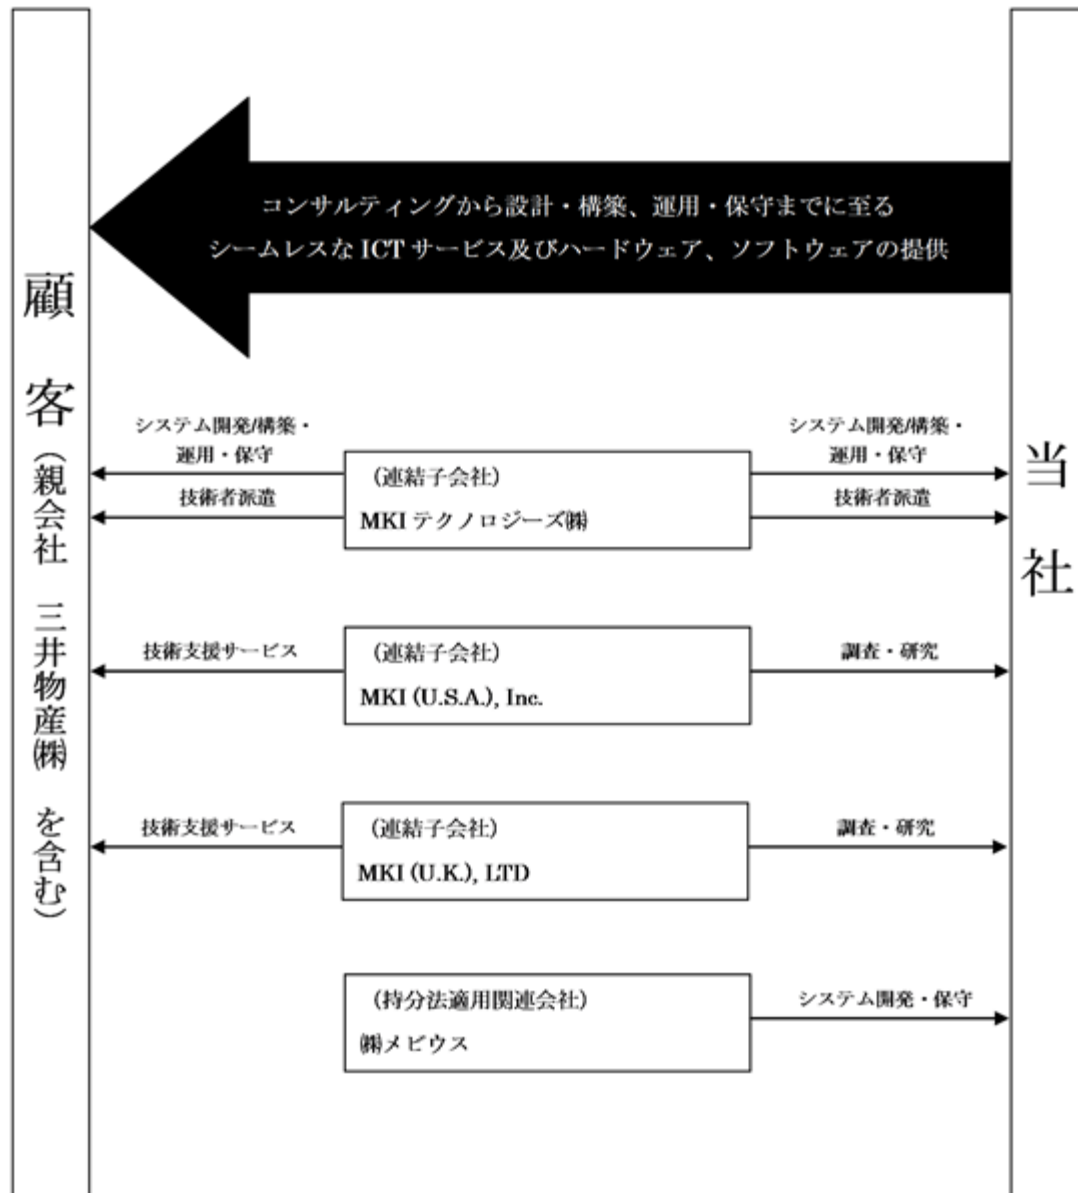 コンサルティングから設計・構築、運用・保守までに至る
シームレスな ICT サービス及びハードウェア、ソフトウェアの提供
顧客（親会社　三井物産㈱　を含む）
当社
システム開発/構築・
運用・保守
技術者派遣
（連結子会社）
MKI テクノロジーズ㈱
システム開発/構築・
運用・保守
技術者派遣
技術支援サービス
（連結子会社）
MKI (U.S.A.), Inc.
調査・研究
技術支援サービス
（連結子会社）
MKI (U.K.), LTD
調査・研究
（持分法適用関連会社）
㈱メビウス
システム開発・保守